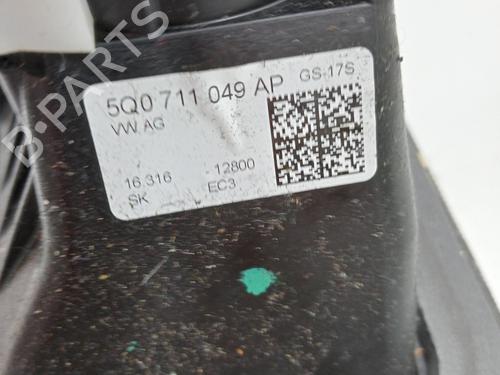 B-PARTS
5Q0 711 049 AP GS-17S
VW AG
16.316 -12800
SK EC3